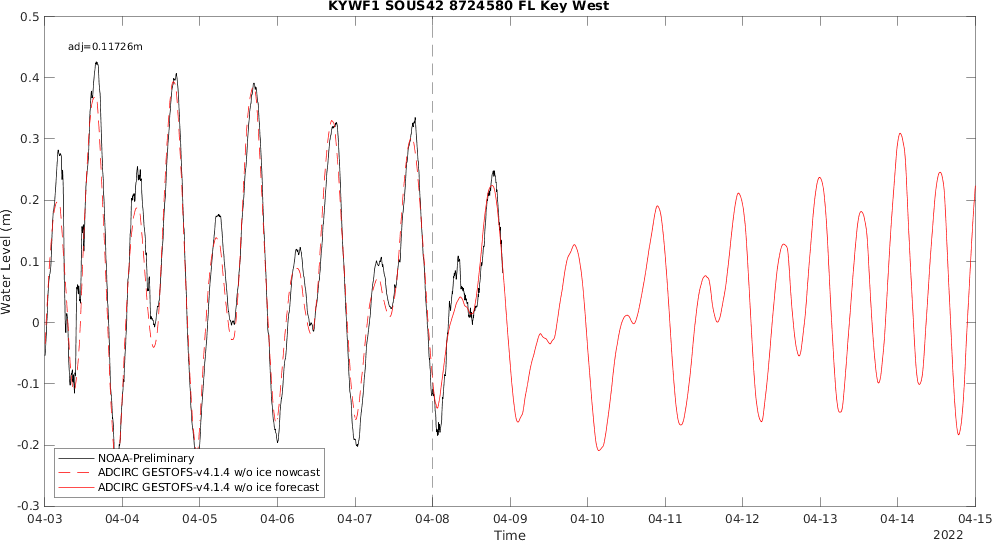 KYWF1 SOUS42 8724580 FL Key West
adj=0.11726m
Water Level (m)
0.5
0.4
0.3
0.2
0.1
0
-0.1
-0.2
-0.3
NOAA-Preliminary
ADCIRC GESTOFS-v4.1.4 w/o ice nowcast
ADCIRC GESTOFS-v4.1.4 w/o ice forecast
04-03 04-04 04-05 04-06 04-07 04-08 04-09 04-10 04-11 04-12 04-13 04-14 04-15
Time
2022